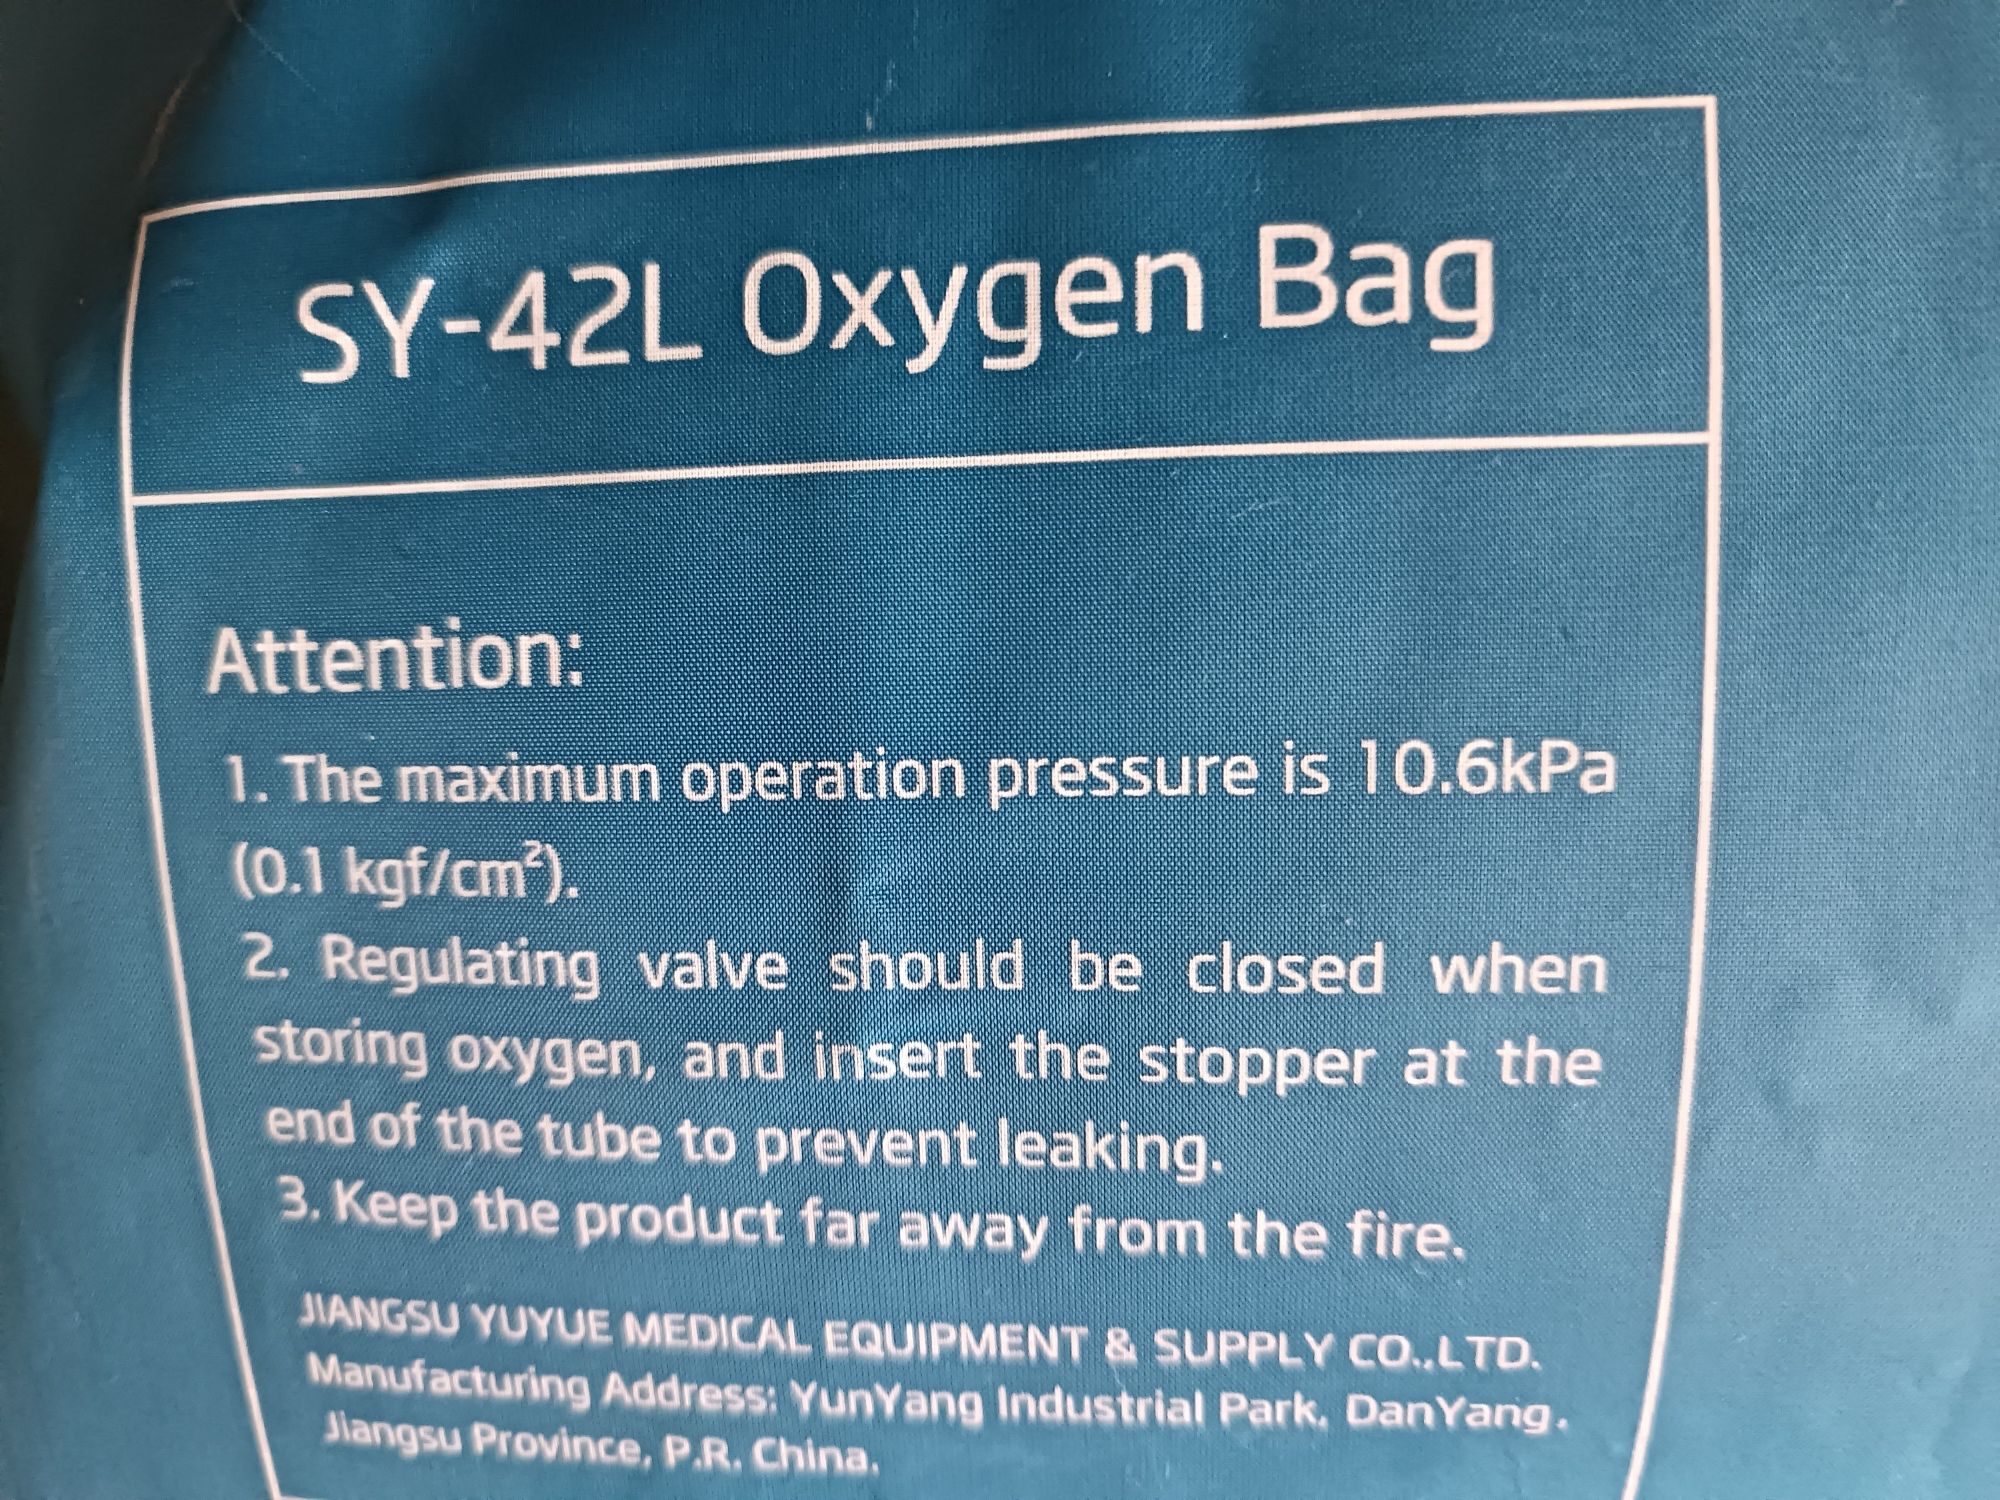 SY-42L Oxygen Bag
Attention:
1. The maximum operation pressure is 10.6kPa
(0.1 kgf/cm²).
2. Regulating valve should be closed when
storing oxygen, and insert the stopper at the
end of the tube to prevent leaking.
3. Keep the product far away from the fire.
JIANGSU YUYUE MEDICAL EQUIPMENT & SUPPLY CO.,LTD.
Manufacturing Address: YunYang Industrial Park, DanYang,
Jiangsu Province, P.R. China.